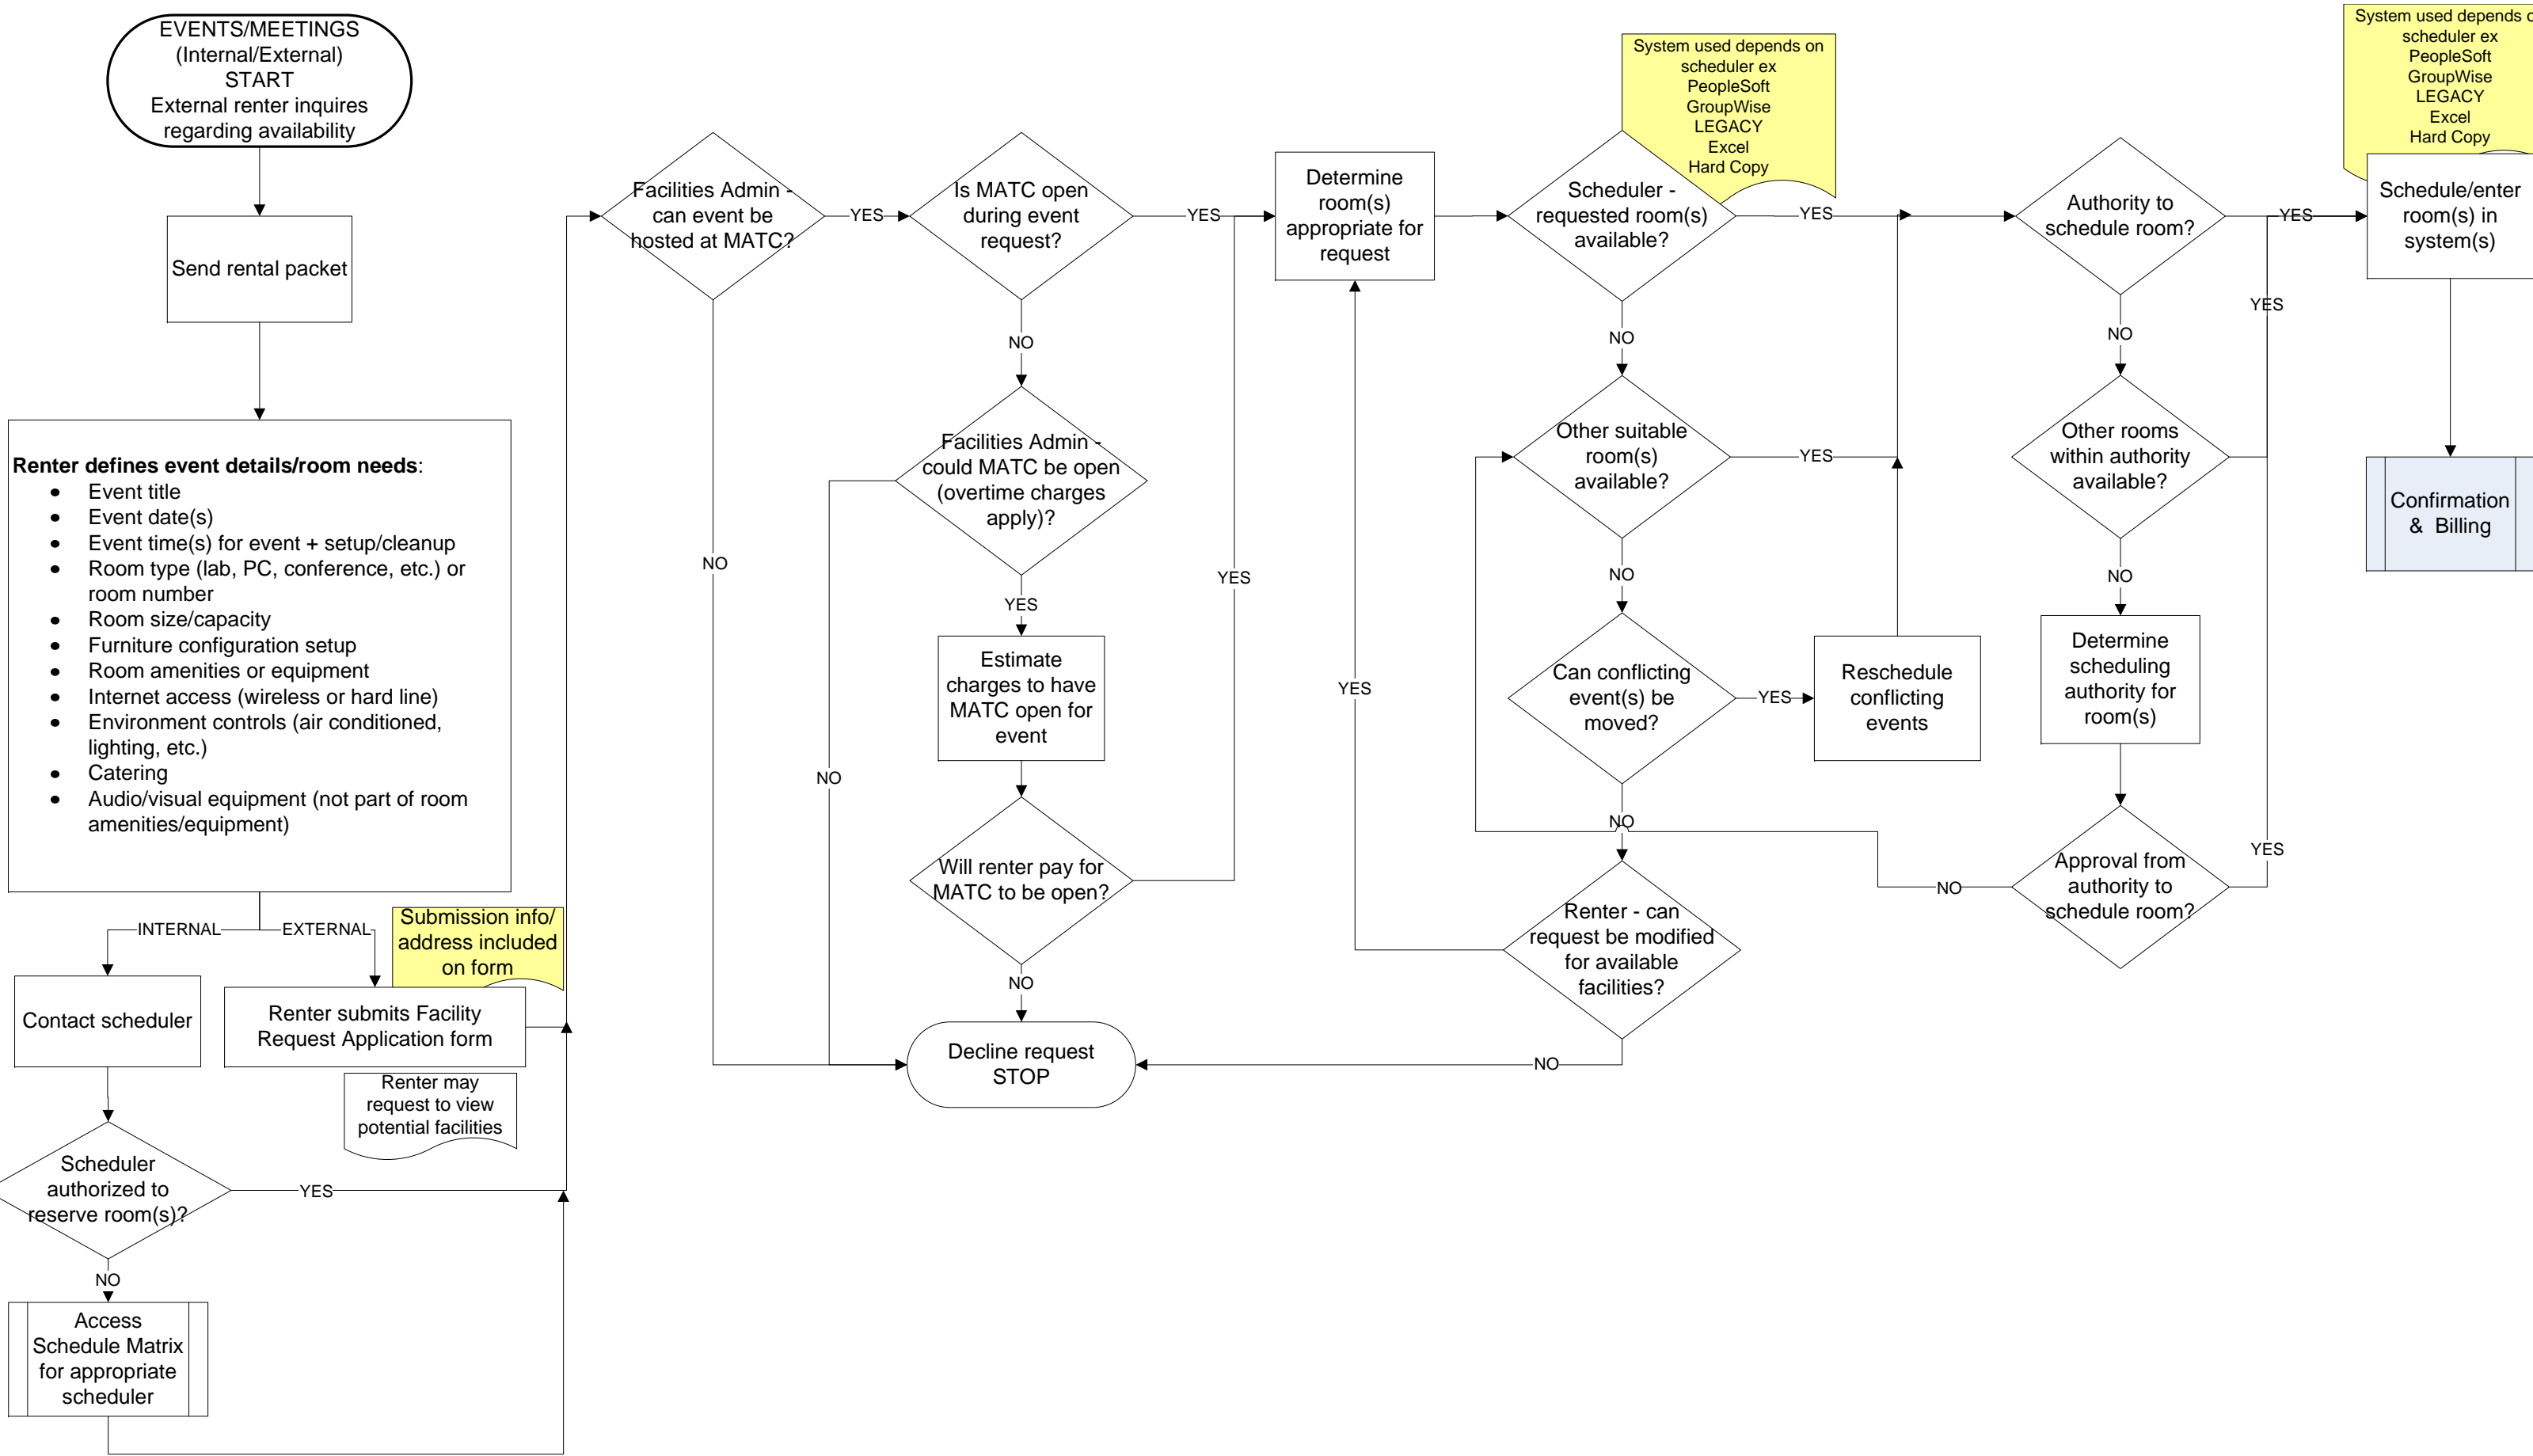 EVENTS/MEETINGS
(Internal/External)
START
External renter inquires
regarding availability
Send rental packet
Renter defines event details/room needs:
• Event title
• Event date(s)
• Event time(s) for event + setup/cleanup
• Room type (lab, PC, conference, etc.) or
room number
• Room size/capacity
• Furniture configuration setup
• Room amenities or equipment
• Internet access (wireless or hard line)
• Environment controls (air conditioned,
lighting, etc.)
• Catering
• Audio/visual equipment (not part of room
amenities/equipment)
INTERNAL
EXTERNAL
Submission info/
address included
on form
Contact scheduler
Renter submits Facility
Request Application form
Renter may
request to view
potential facilities
Scheduler
authorized to
reserve room(s)?
YES
NO
Access
Schedule Matrix
for appropriate
scheduler
Facilities Admin -
can event be
hosted at MATC?
YES
NO
Is MATC open
during event
request?
YES
NO
Facilities Admin -
could MATC be open
(overtime charges
apply)?
NO
YES
Estimate
charges to have
MATC open for
event
Will renter pay for
MATC to be open?
YES
NO
Decline request
STOP
Determine
room(s)
appropriate for
request
System used depends on
scheduler ex
PeopleSoft
GroupWise
LEGACY
Excel
Hard Copy
Scheduler -
requested room(s)
available?
YES
NO
Other suitable
room(s)
available?
YES
NO
Can conflicting
event(s) be
moved?
YES
Reschedule
conflicting
events
NO
Renter - can
request be modified
for available
facilities?
YES
NO
Authority to
schedule room?
YES
NO
Other rooms
within authority
available?
YES
NO
Determine
scheduling
authority for
room(s)
Approval from
authority to
schedule room?
YES
NO
System used depends
scheduler ex
PeopleSoft
GroupWise
LEGACY
Excel
Hard Copy
Schedule/enter
room(s) in
system(s)
Confirmation
& Billing